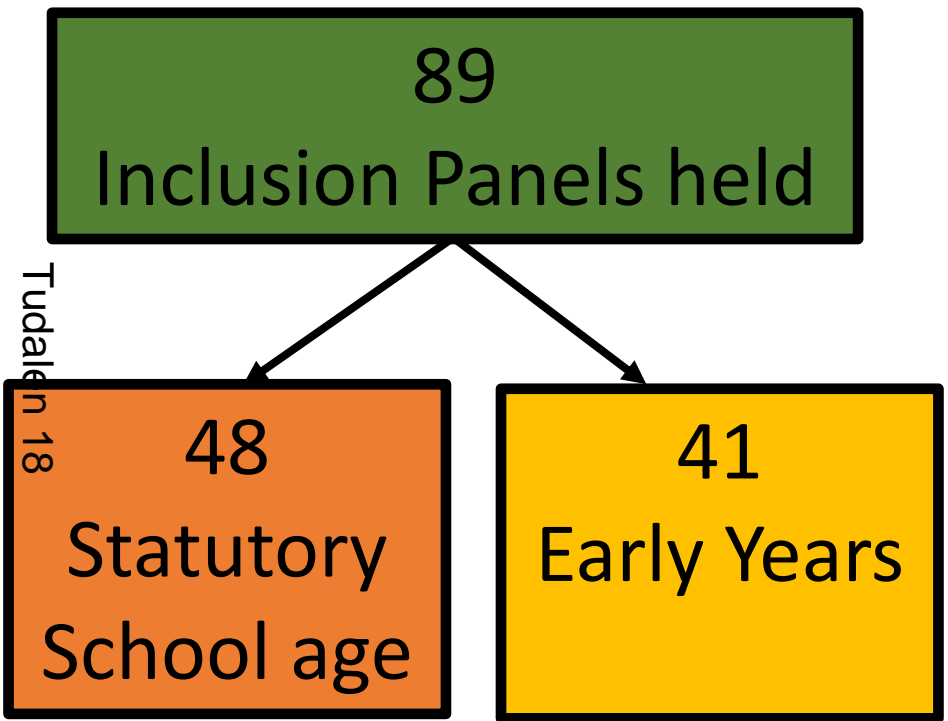 89
Inclusion Panels held
Tudalen 18
48
Statutory
School age
41
Early Years